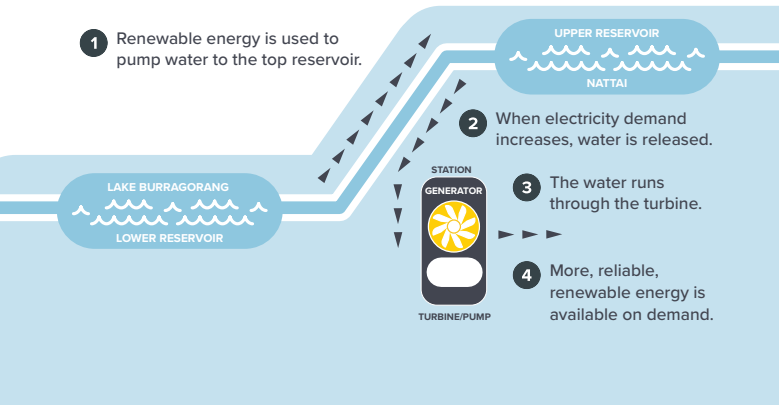 1 Renewable energy is used to
pump water to the top reservoir.
UPPER RESERVOIR
NATTAI
2 When electricity demand
increases, water is released.
LAKE BURRAGORANG
LOWER RESERVOIR
STATION
GENERATOR
TURBINE/PUMP
3 The water runs
through the turbine.
4 More, reliable,
renewable energy is
available on demand.